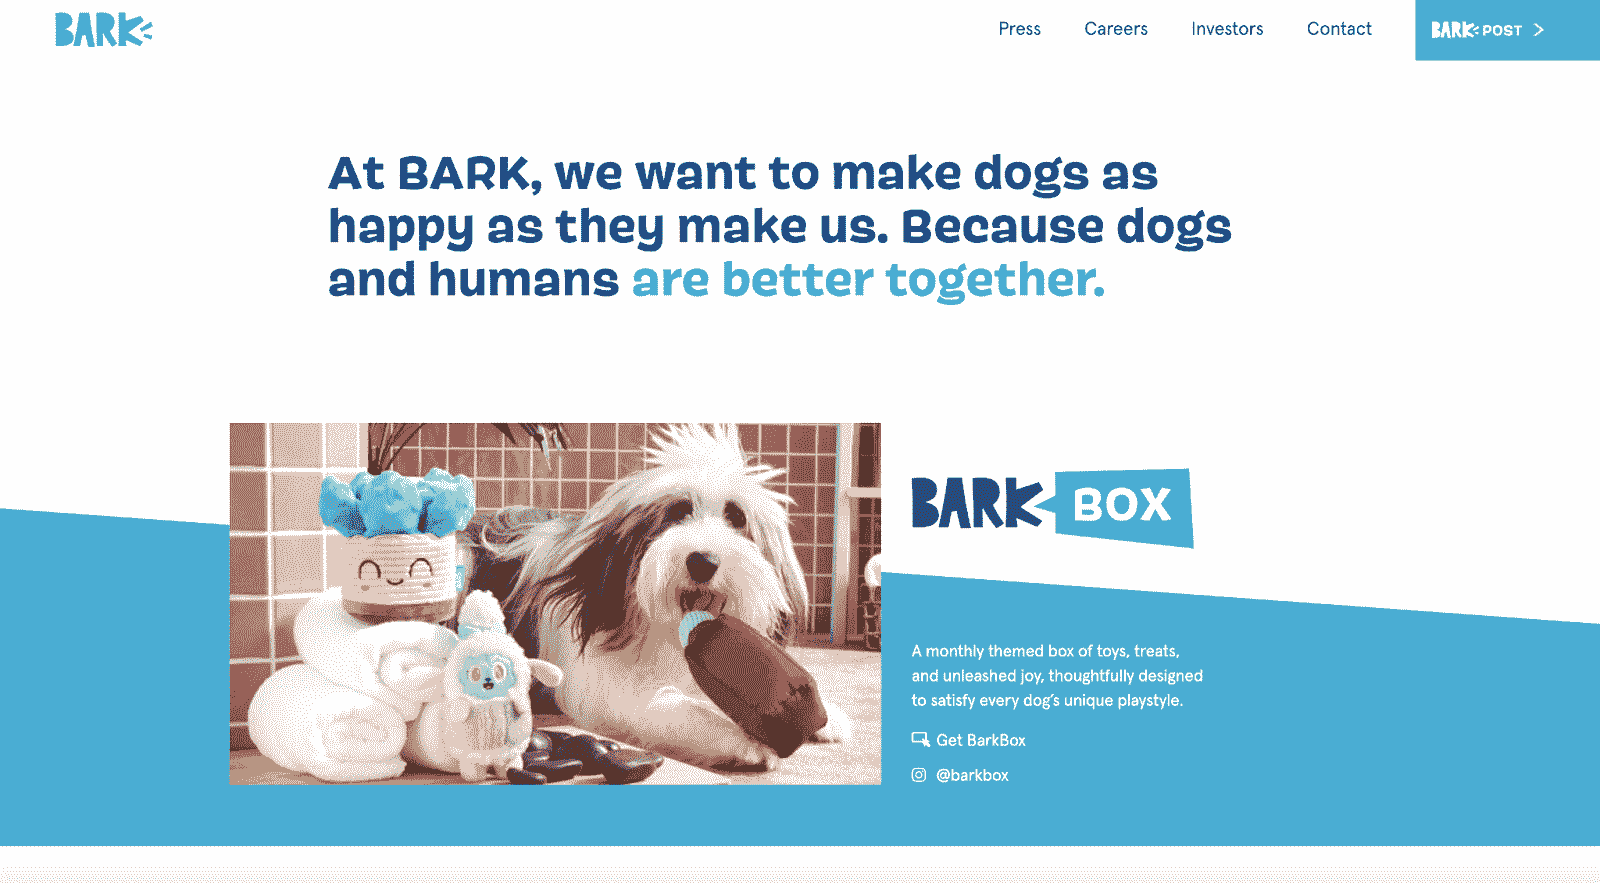 BARK
Press
Careers
Investors
Contact
BARK POST
At BARK, we want to make dogs as
happy as they make us. Because dogs
and humans are better together.
BARK BOX
A monthly themed box of toys, treats,
and unleashed joy, thoughtfully designed
to satisfy every dog’s unique playstyle.
Get BarkBox
@barkbox